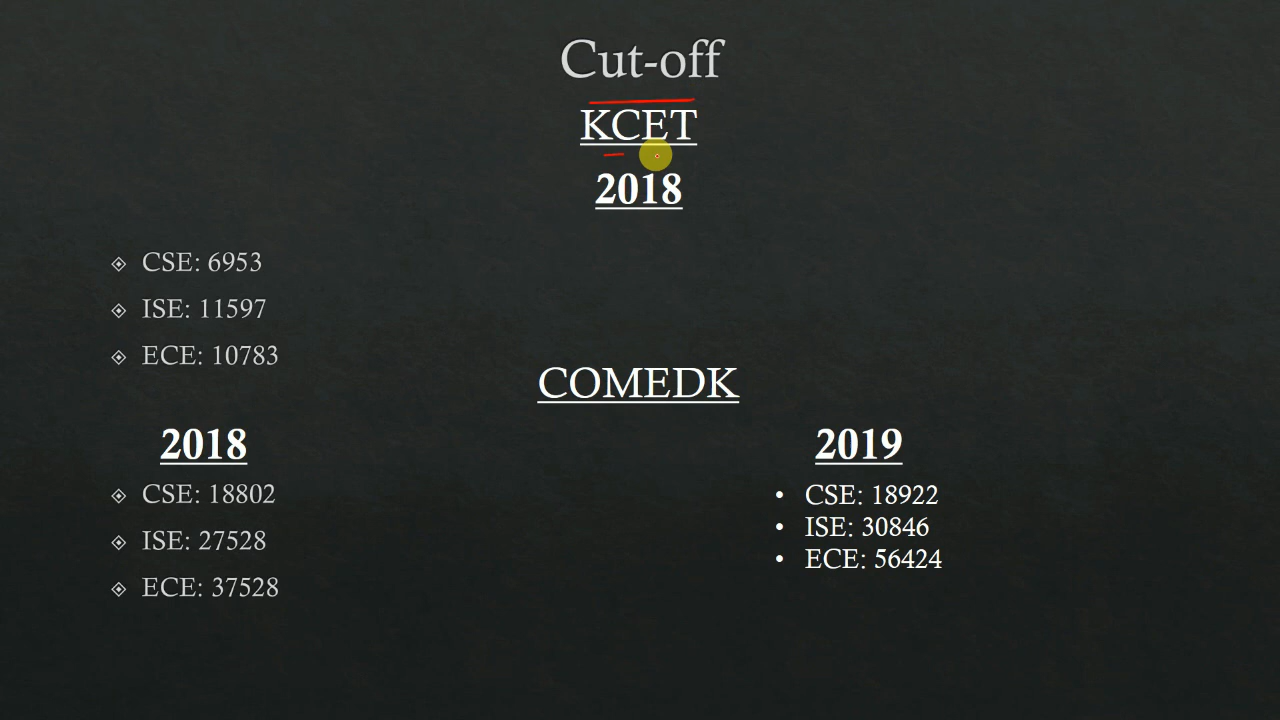 Cut-off
KCET
2018
CSE: 6953
ISE: 11597
ECE: 10783
COMEDK
2018
CSE: 18802
ISE: 27528
ECE: 37528
2019
• CSE: 18922
• ISE: 30846
• ECE: 56424